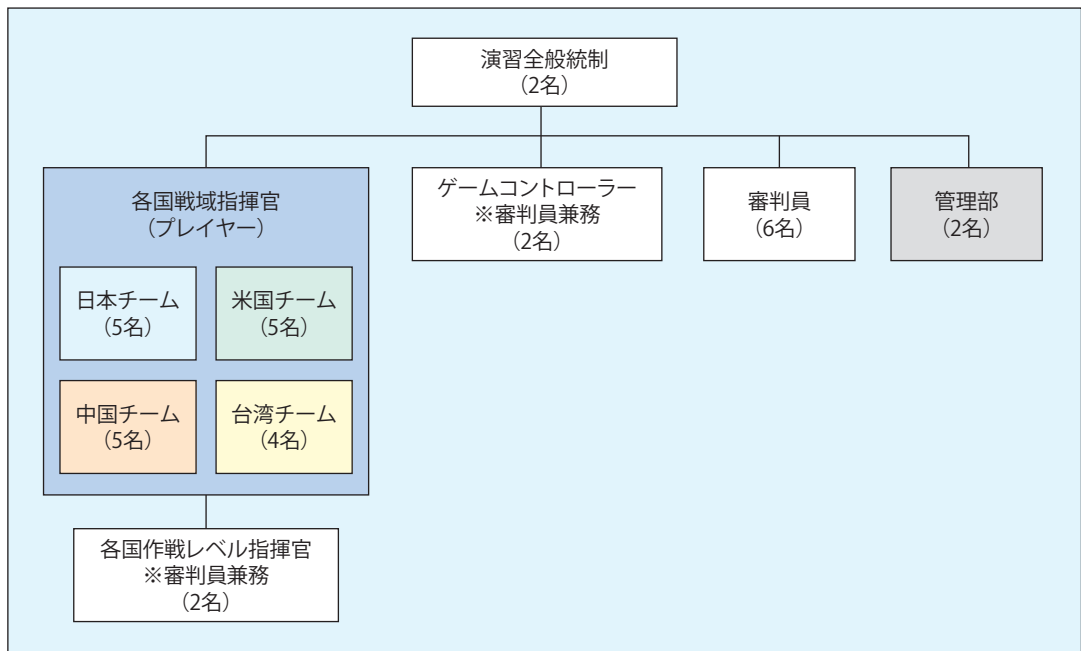 演習全般統制
（2名）
各国戦域指揮官
（プレイヤー）
日本チーム
（5名）
米国チーム
（5名）
中国チーム
（5名）
台湾チーム
（4名）
各国作戦レベル指揮官
※審判員兼務
（2名）
ゲームコントローラー
※審判員兼務
（2名）
審判員
（6名）
管理部
（2名）